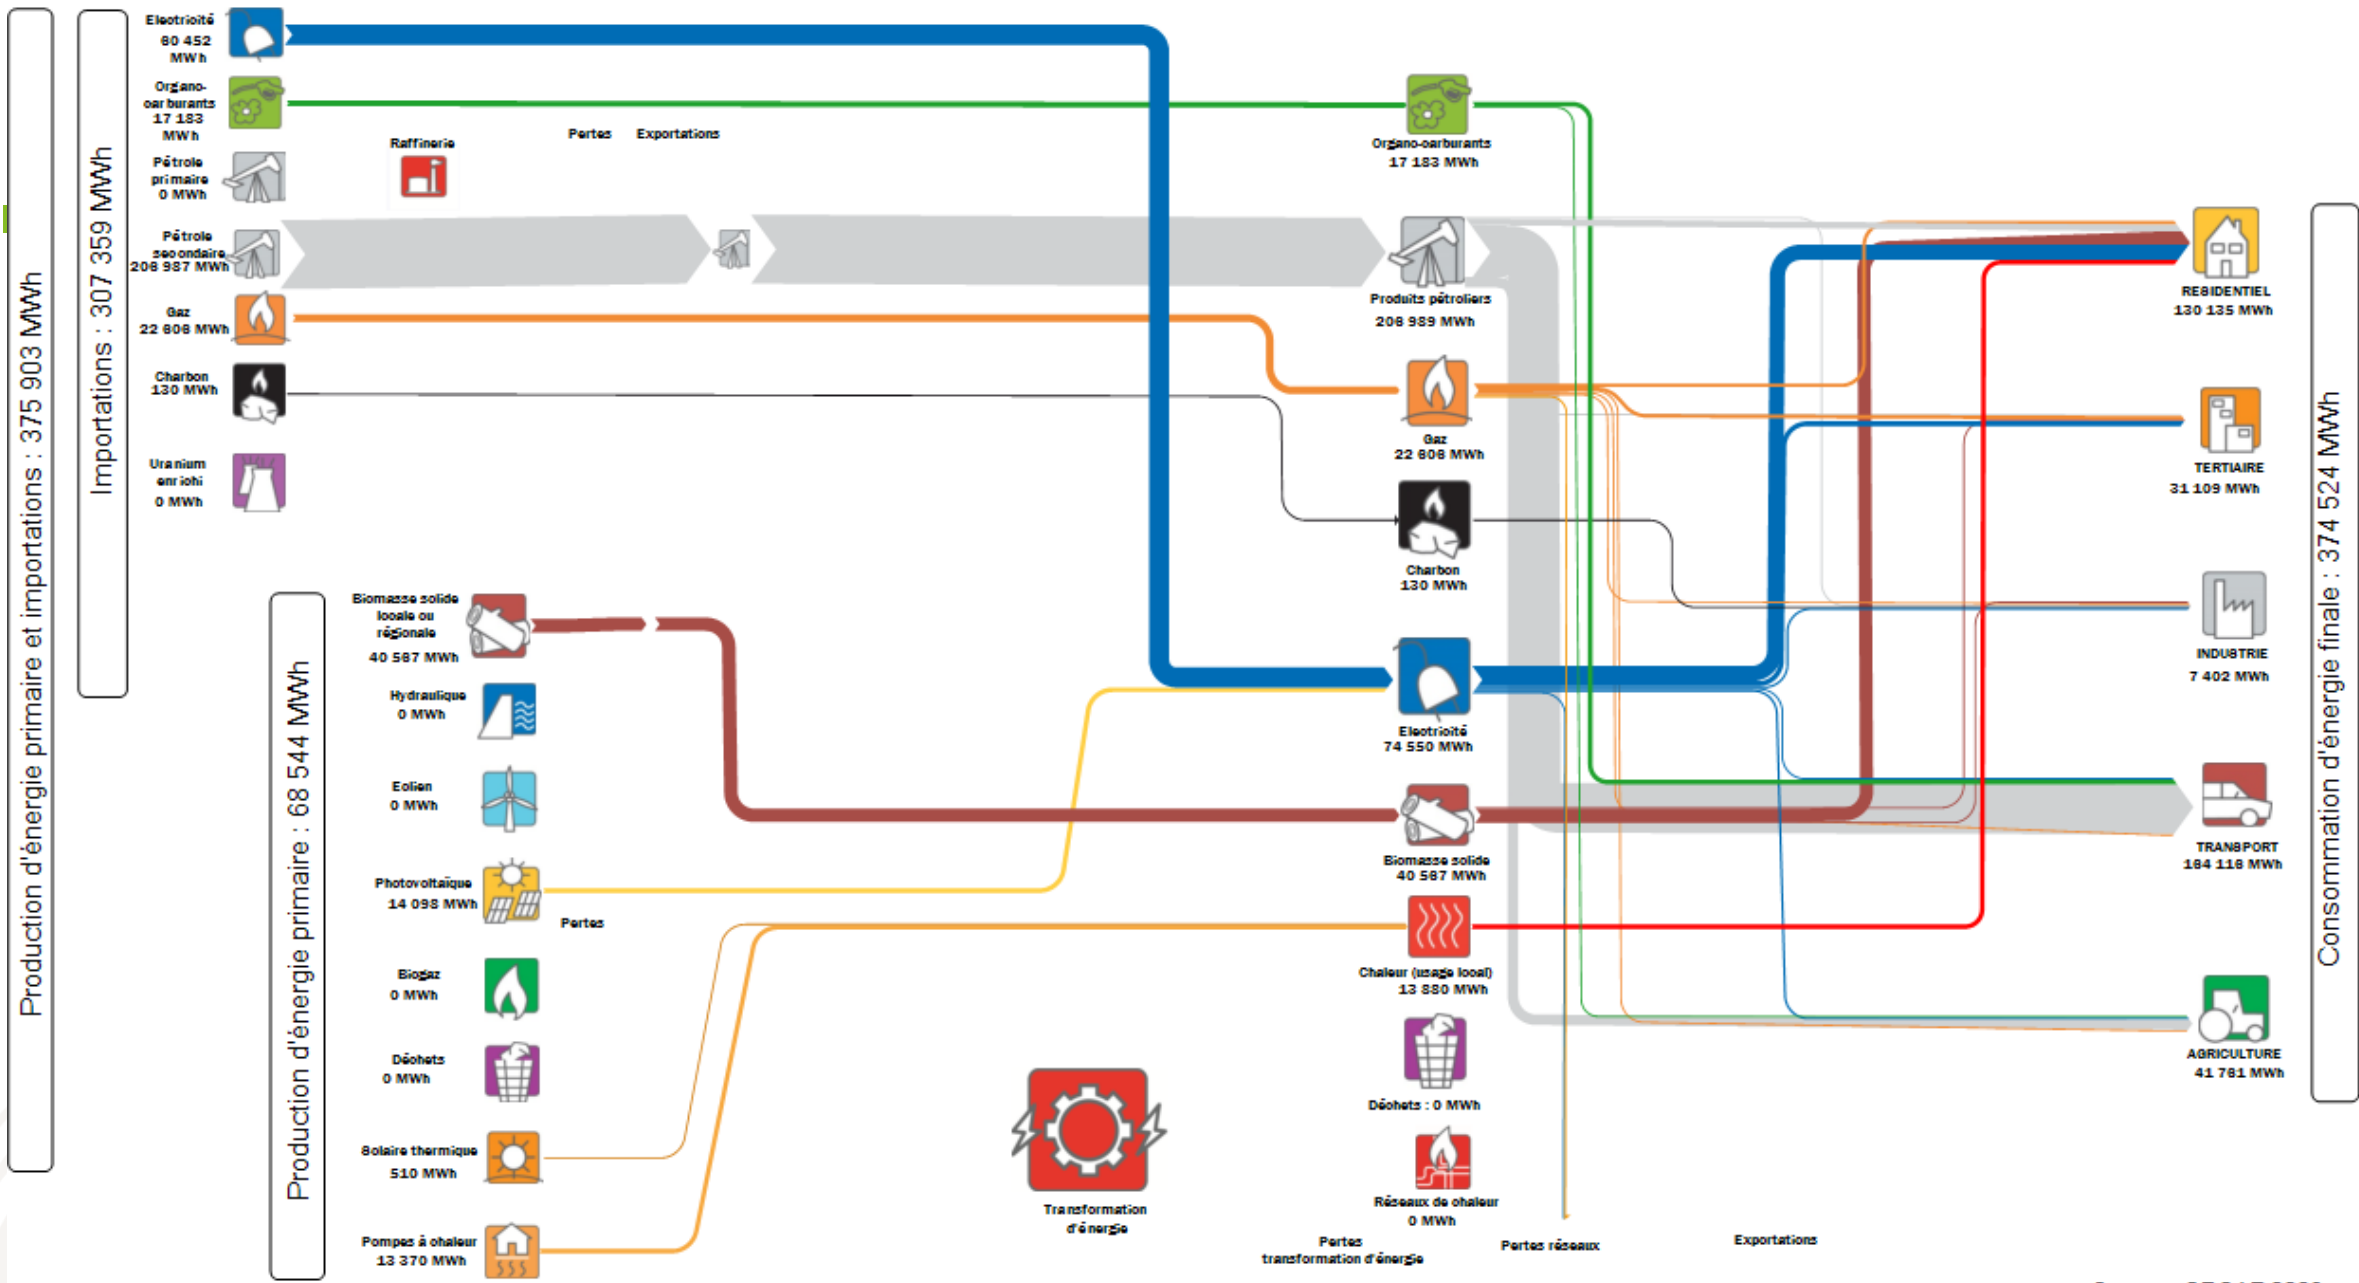 Production d'énergie primaire et importations : 375 903 MWh
Importations : 307 359 MWh
Electricité
60 452
MWh
Organo-
carburants
17 183
MWh
Pétrole
primaire
0 MWh
Pétrole
secondaire
206 987 MWh
Gaz
22 606 MWh
Charbon
130 MWh
Uranium
enrichi
0 MWh
Raffinerie
Pertes
Exportations
Production d'énergie primaire : 68 544 MWh
Biomasse solide
locale ou
régionale
40 567 MWh
Hydraulique
0 MWh
Eolien
0 MWh
Photovoltaïque
14 098 MWh
Pertes
Biogaz
0 MWh
Déchets
0 MWh
Solaire thermique
510 MWh
Pompes à chaleur
13 370 MWh
Transformation
d'énergie
Organo-carburants
17 183 MWh
Produits pétroliers
206 989 MWh
Gaz
22 606 MWh
Charbon
130 MWh
Electricité
74 550 MWh
Biomasse solide
40 567 MWh
Chaleur (usage local)
13 880 MWh
Déchets : 0 MWh
Réseaux de chaleur
0 MWh
Pertes
transformation d'énergie
Pertes réseaux
Exportations
RESIDENTIEL
130 135 MWh
TERTIAIRE
31 109 MWh
INDUSTRIE
7 402 MWh
TRANSPORT
164 116 MWh
AGRICULTURE
41 761 MWh
Consommation d'énergie finale : 374 524 MWh